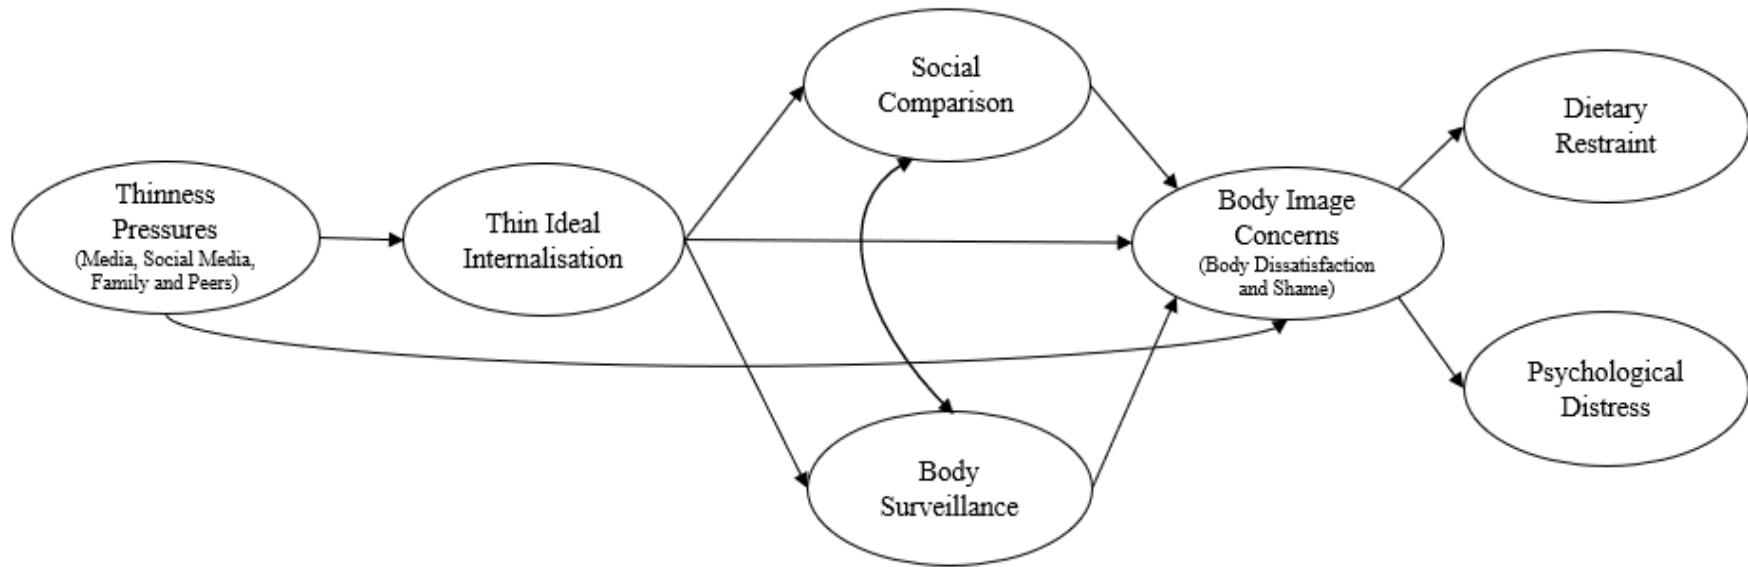 Thinness
Pressures
(Media, Social Media,
Family and Peers)
Thin Ideal
Internalisation
Social
Comparison
Body
Surveillance
Body Image
Concerns
(Body Dissatisfaction
and Shame)
Dietary
Restraint
Psychological
Distress